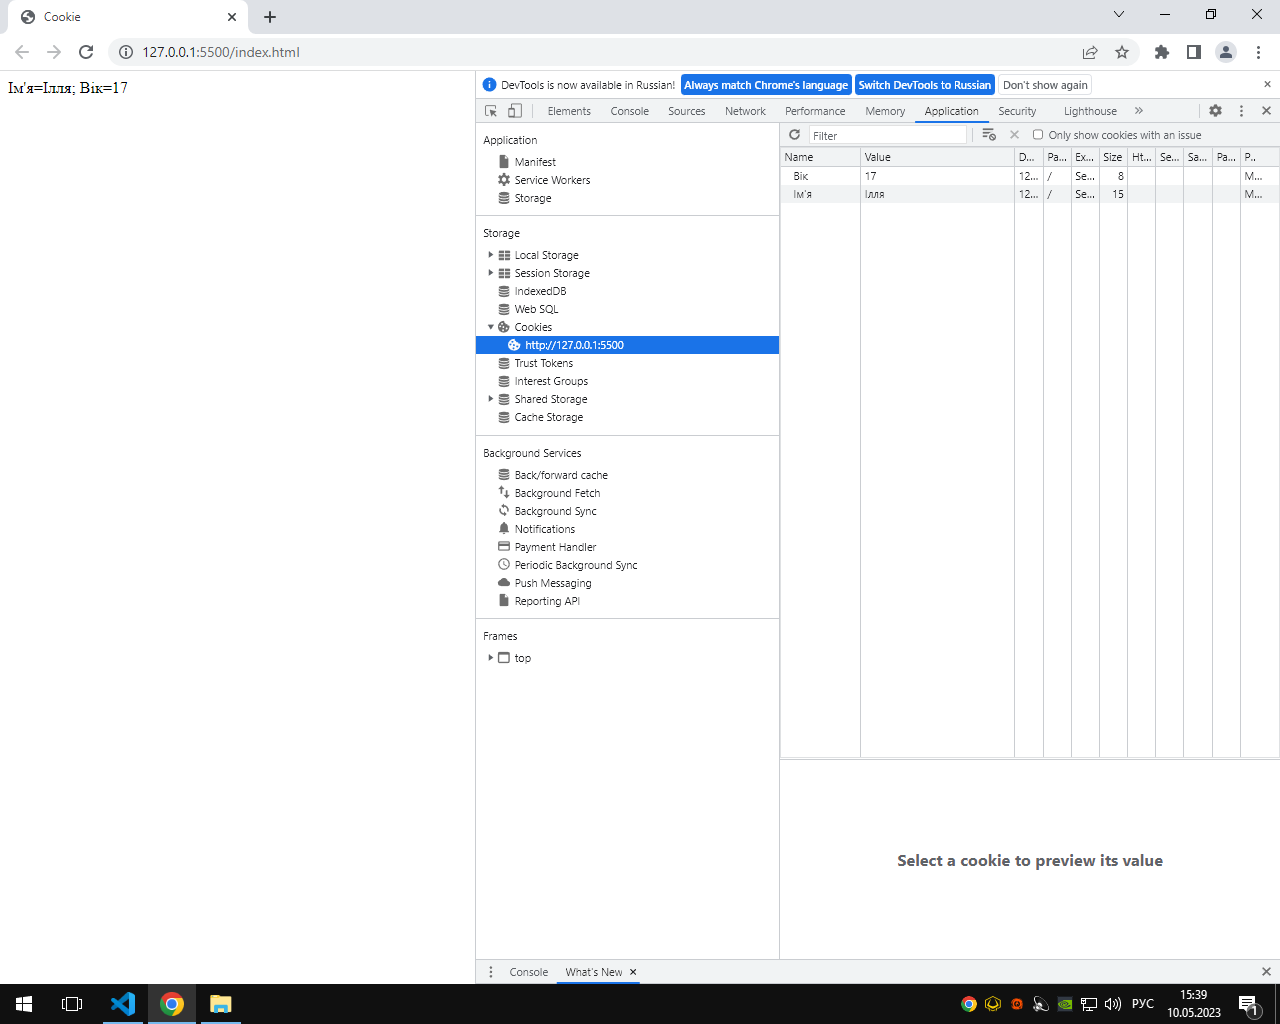 Cookie
127.0.0.1:5500/index.html
Ім'я=Ілля; Вік=17
DevTools is now available in Russian!
Always match Chrome's language
Switch DevTools to Russian
Don't show again
Elements
Console
Sources
Network
Performance
Memory
Application
Security
Lighthouse
Application
Manifest
Service Workers
Storage
Storage
Local Storage
Session Storage
IndexedDB
Web SQL
Cookies
http://127.0.0.1:5500
Trust Tokens
Interest Groups
Shared Storage
Cache Storage
Background Services
Back/forward cache
Background Fetch
Background Sync
Notifications
Payment Handler
Periodic Background Sync
Push Messaging
Reporting API
Frames
top
Filter
Only show cookies with an issue
Name Value D... Pa... Ex... Size Ht... Se... Sa... Pa... P..
Вік 17 12... / Se... 8 M...
Ім'я Ілля 12... / Se... 15 M...
Select a cookie to preview its value
Console
What's New
РУС
15:39
10.05.2023
1